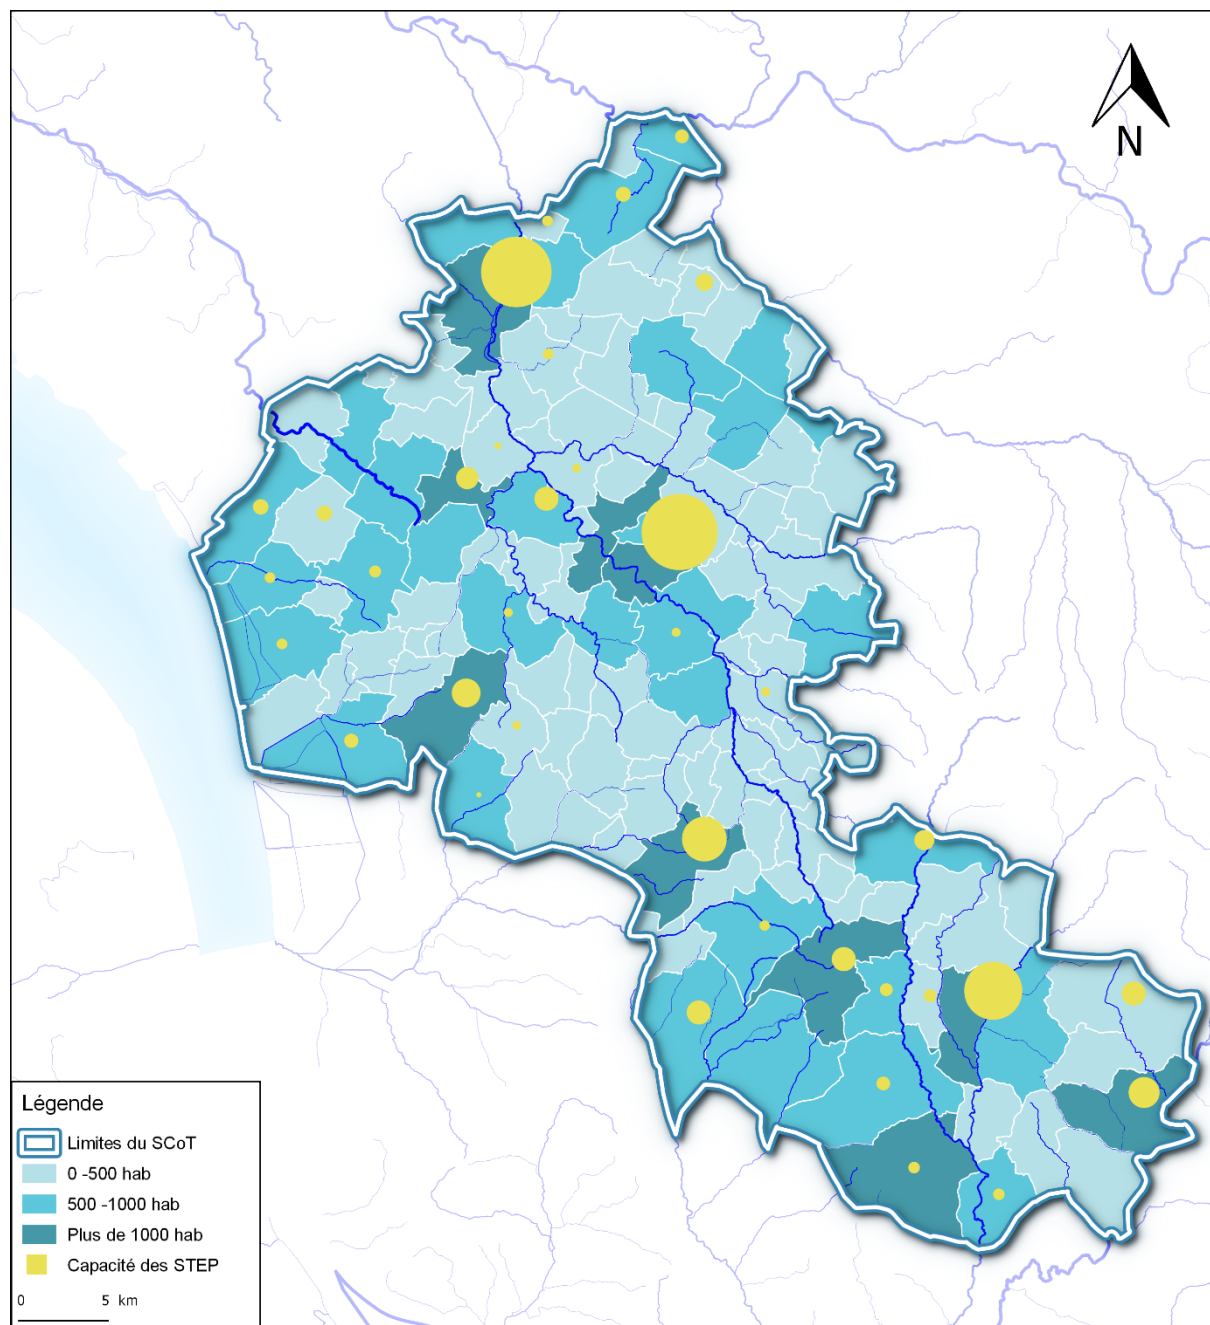 N
Légende
Limites du SCoT
0 -500 hab
500 -1000 hab
Plus de 1000 hab
Capacité des STEP
0 5 km